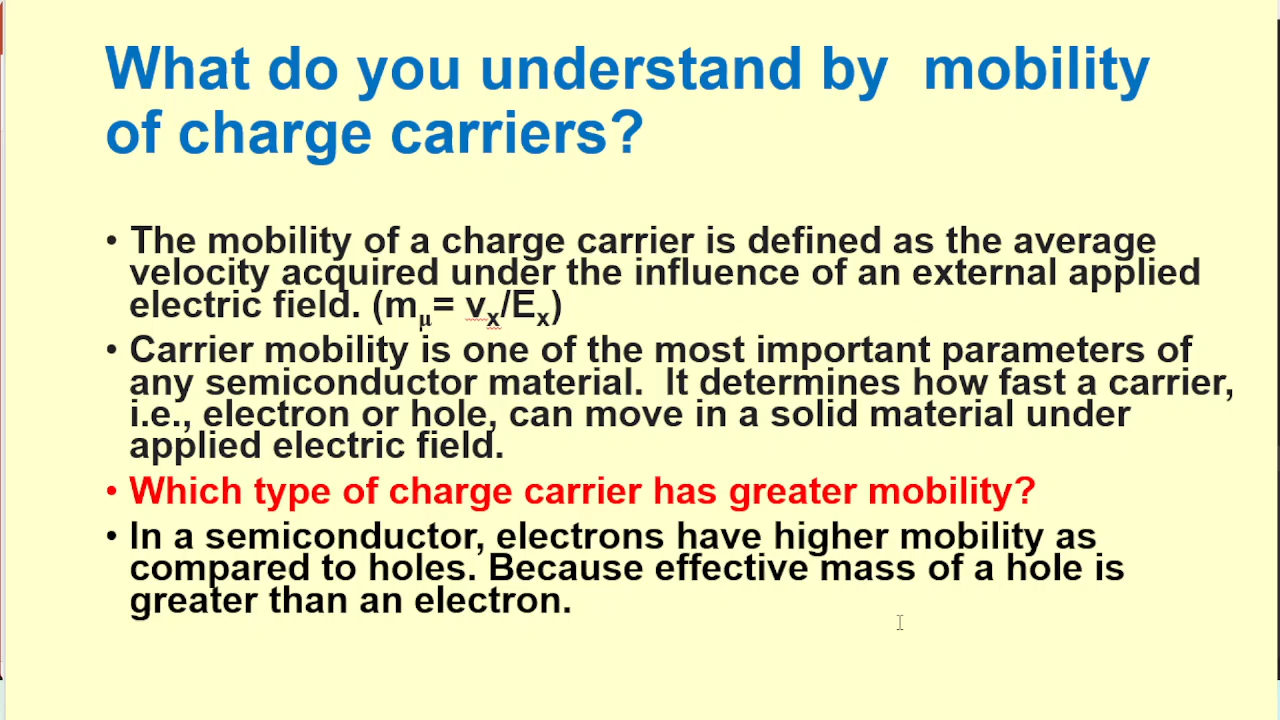 What do you understand by  mobility
of charge carriers?
• The mobility of a charge carrier is defined as the average
velocity acquired under the influence of an external applied
electric field. (mμ= vx/Ex)
• Carrier mobility is one of the most important parameters of
any semiconductor material.  It determines how fast a carrier,
i.e., electron or hole, can move in a solid material under
applied electric field.
• Which type of charge carrier has greater mobility?
• In a semiconductor, electrons have higher mobility as
compared to holes. Because effective mass of a hole is
greater than an electron.